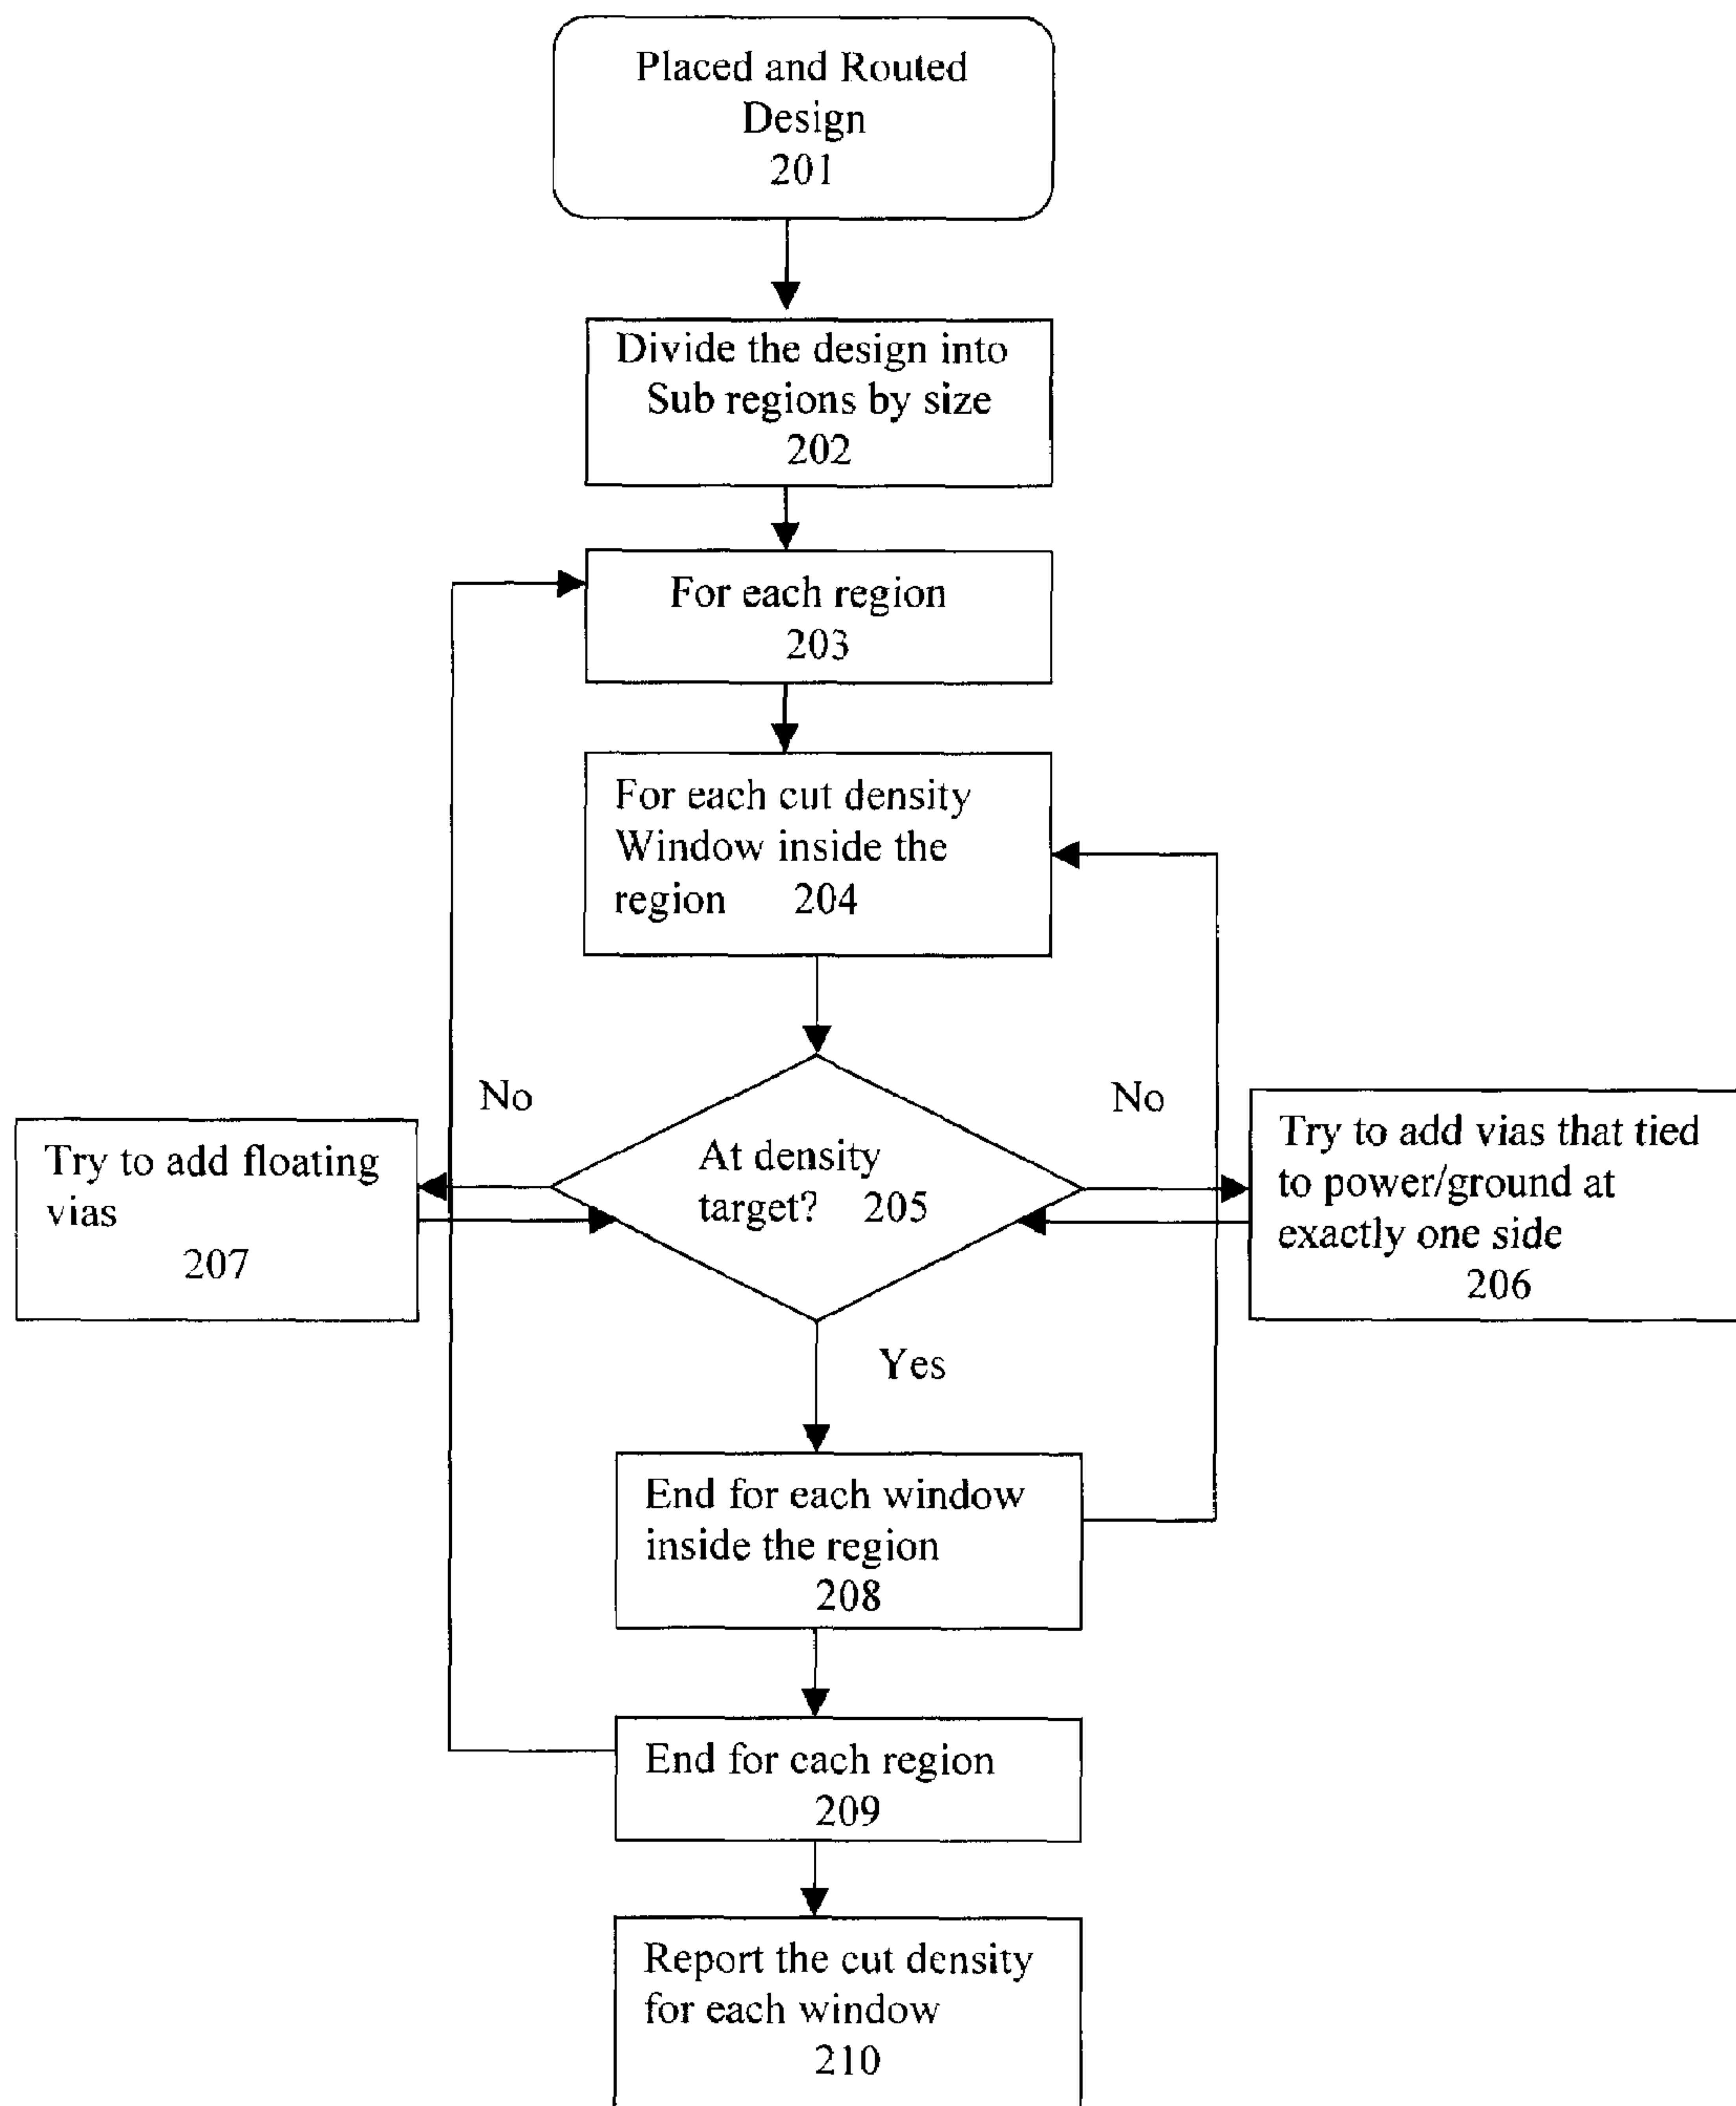 Placed and Routed
Design
201
Divide the design into
Sub regions by size
202
For each region
203
For each cut density
Window inside the
region 204
No
No
At density
target? 205
Try to add floating
vias
207
Try to add vias that tied
to power/ground at
exactly one side
206
Yes
End for each window
inside the region
208
End for each region
209
Report the cut density
for each window
210